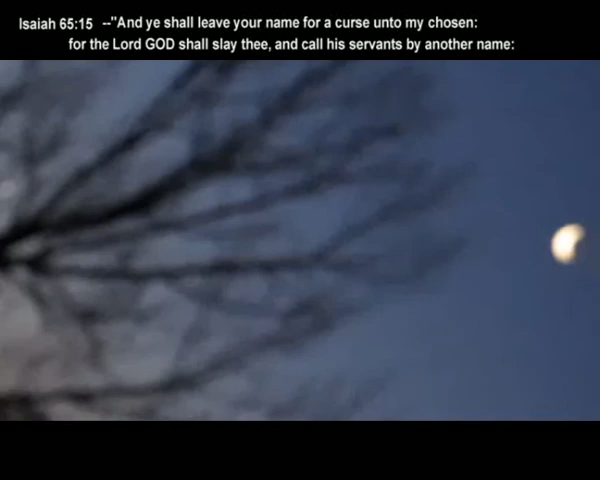 Isaiah 65:15 --"And ye shall leave your name for a curse unto my chosen:
for the Lord GOD shall slay thee, and call his servants by another name: